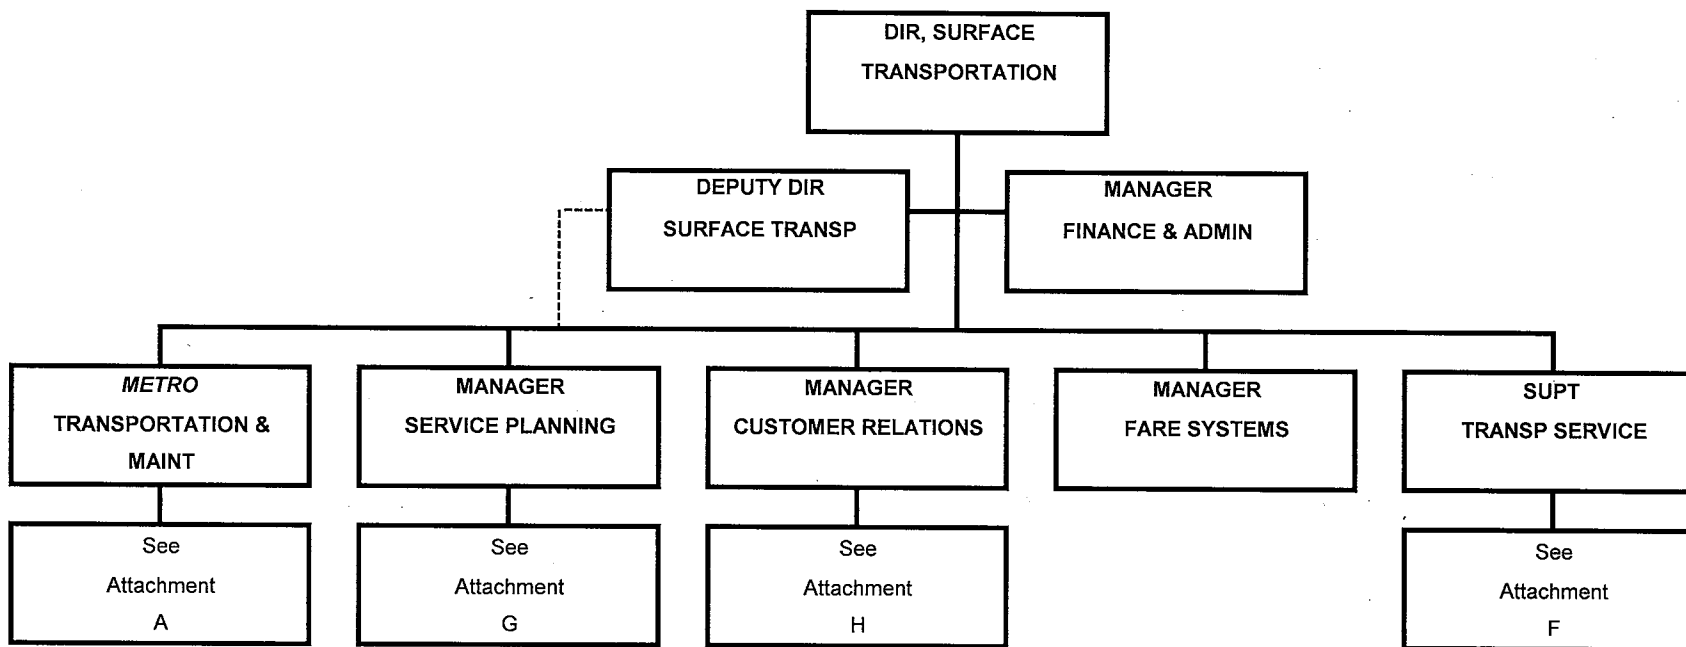 DIR, SURFACE
TRANSPORTATION
DEPUTY DIR
SURFACE TRANSP
MANAGER
FINANCE & ADMIN
METRO
TRANSPORTATION &
MAINT
MANAGER
SERVICE PLANNING
MANAGER
CUSTOMER RELATIONS
MANAGER
FARE SYSTEMS
SUPT
TRANSP SERVICE
See
Attachment
A
See
Attachment
G
See
Attachment
H
See
Attachment
F